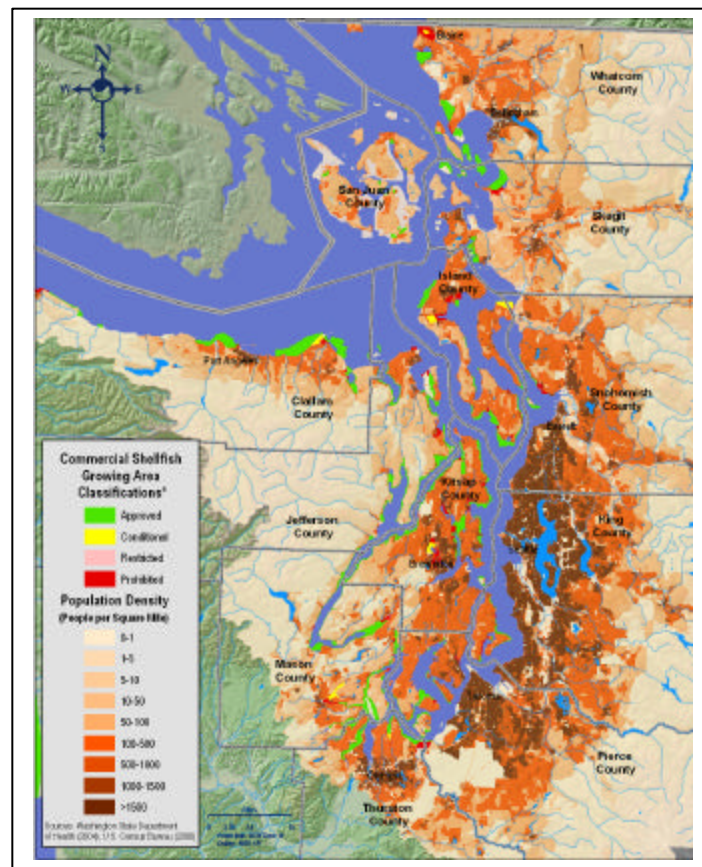 Blaine
N
W E
S
Whatcom
County
San Juan
County
Skagit
County
Island
County
Port Angeles
Clallam
County
Snohomish
County
Everett
Kitsap
County
King
County
Jefferson
County
Mason
County
Pierce
County
Thurston
County
Commercial Shellfish
Growing Area
Classifications*
Approved
Conditional
Restricted
Prohibited
Population Density
(People per Square Mile)
0-1
1-5
5-10
10-50
50-100
100-500
500-1000
1000-1500
>1500
Sources: Washington State Department
of Health (2004), U.S. Census Bureau (2000)